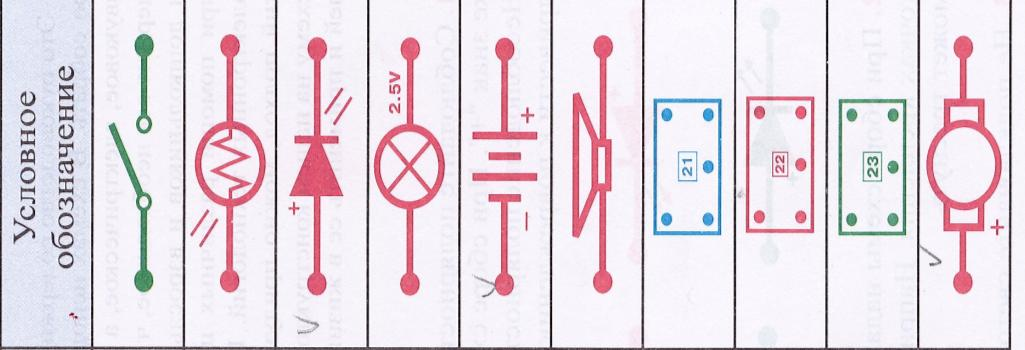 Условное
обозначение
+
2.5V
+
−
21
22
23
+